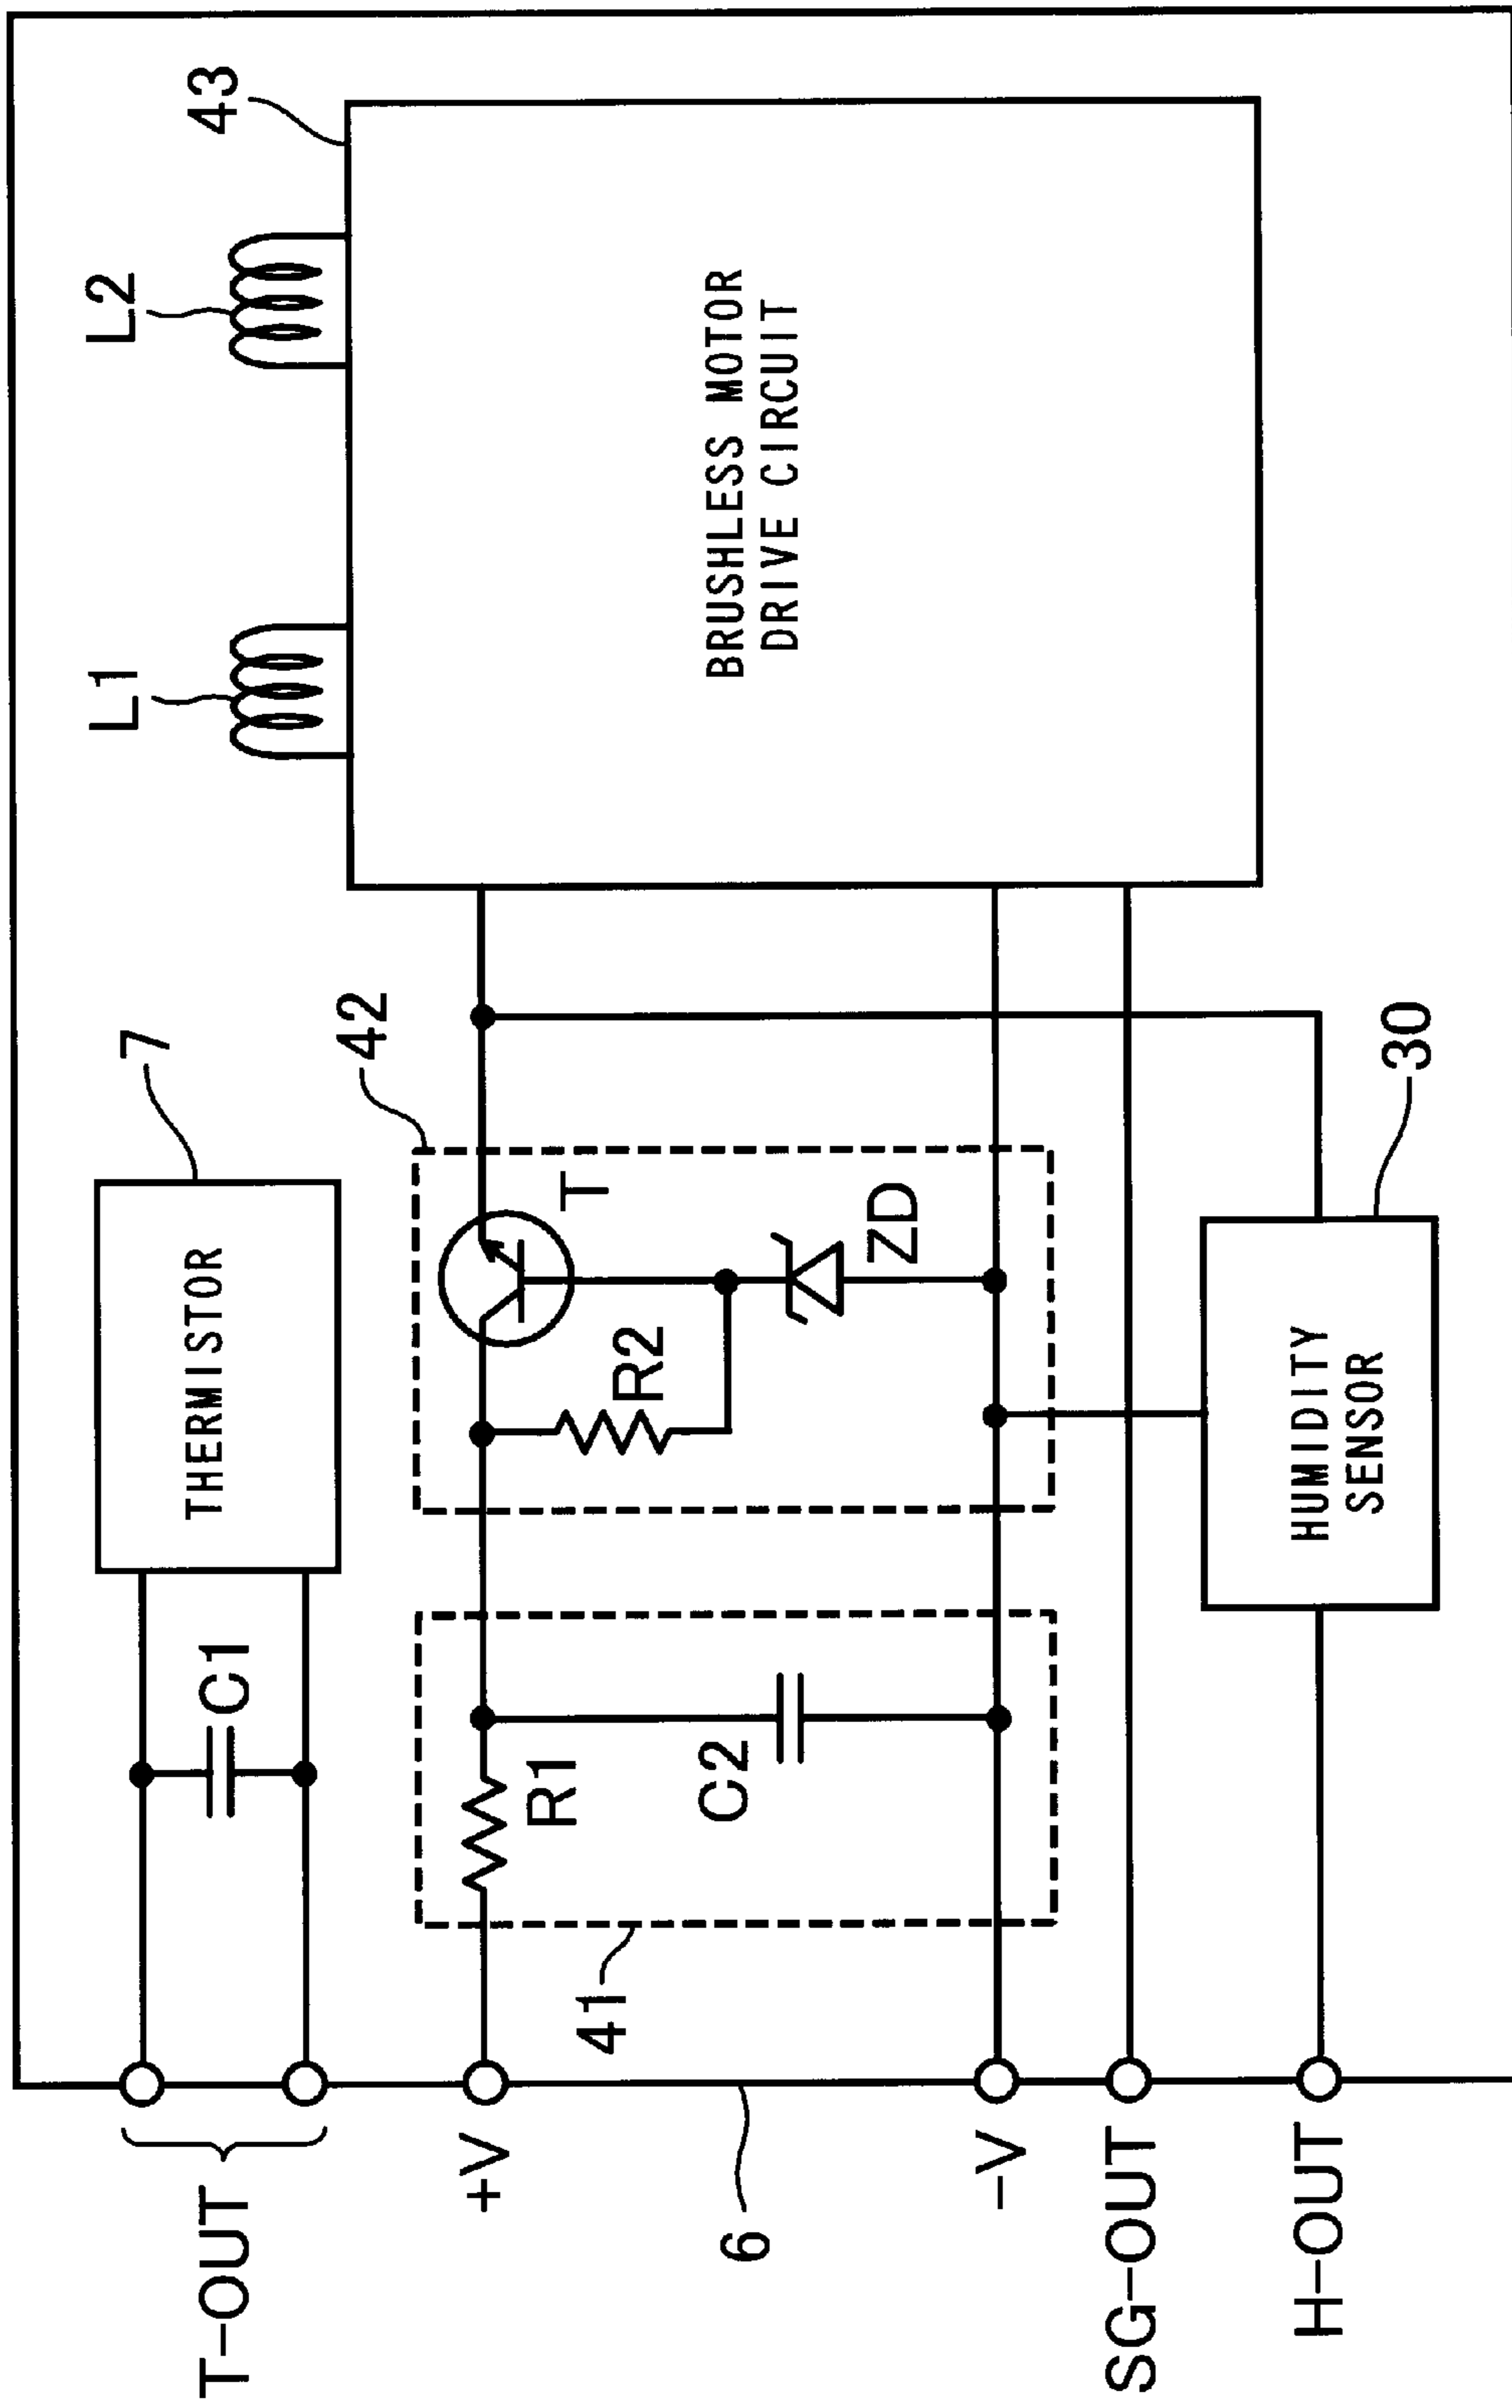 L1
L2
43
7
THERMISTOR
42
C1
T-OUT
+V
R1
R2
T
BRUSHLESS MOTOR
DRIVE CIRCUIT
41
6
C2
ZD
-V
SG-OUT
H-OUT
HUMIDITY
SENSOR
30